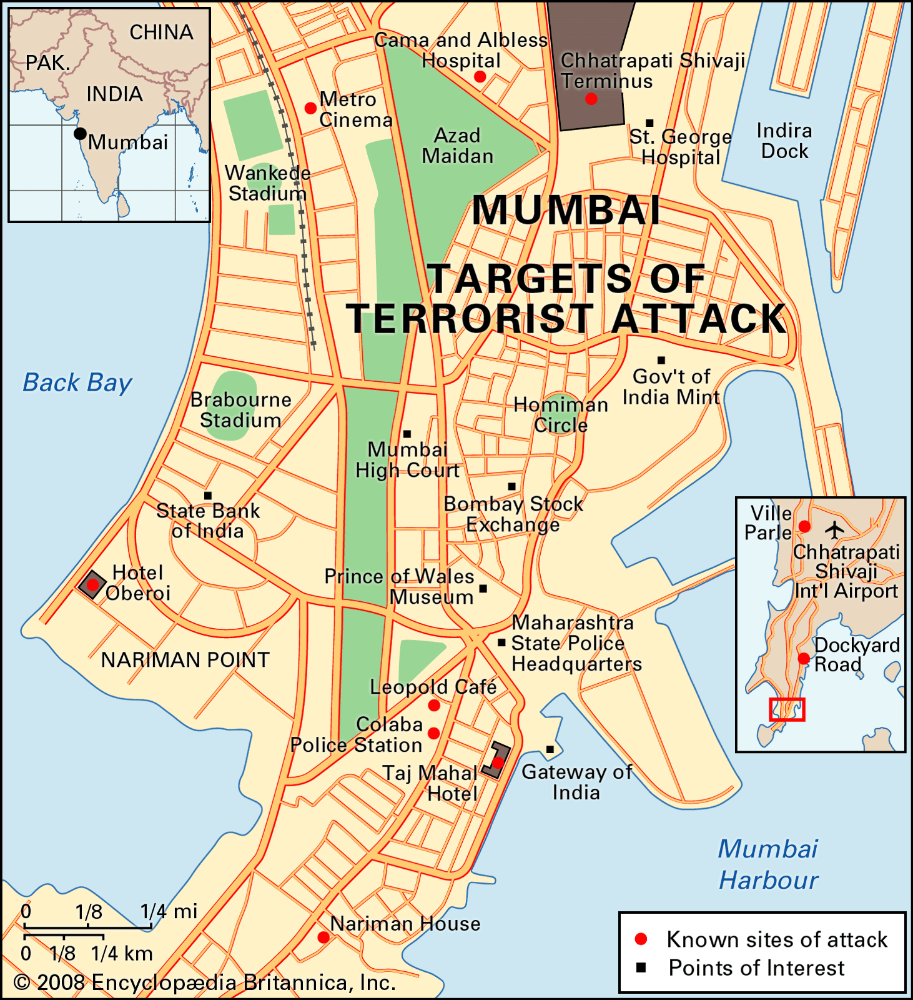 CHINA
PAK.
INDIA
Mumbai
Cama and Albless
Hospital
Chhatrapati Shivaji
Terminus
Metro
Cinema
Azad
Maidan
St. George
Hospital
Indira
Dock
Wankede
Stadium
MUMBAI
TARGETS OF
TERRORIST ATTACK
Back Bay
Brabourne
Stadium
Gov't of
India Mint
Homiman
Circle
Mumbai
High Court
State Bank
of India
Bombay Stock
Exchange
Hotel
Oberoi
Prince of Wales
Museum
NARIMAN POINT
Maharashtra
State Police
Headquarters
Leopold Café
Colaba
Police Station
Taj Mahal
Hotel
Gateway of
India
Ville
Parle
Chhatrapati
Shivaji
Int'l Airport
Dockyard
Road
Mumbai
Harbour
Nariman House
0 1/8 1/4 mi
0 1/8 1/4 km
Known sites of attack
Points of Interest
© 2008 Encyclopædia Britannica, Inc.